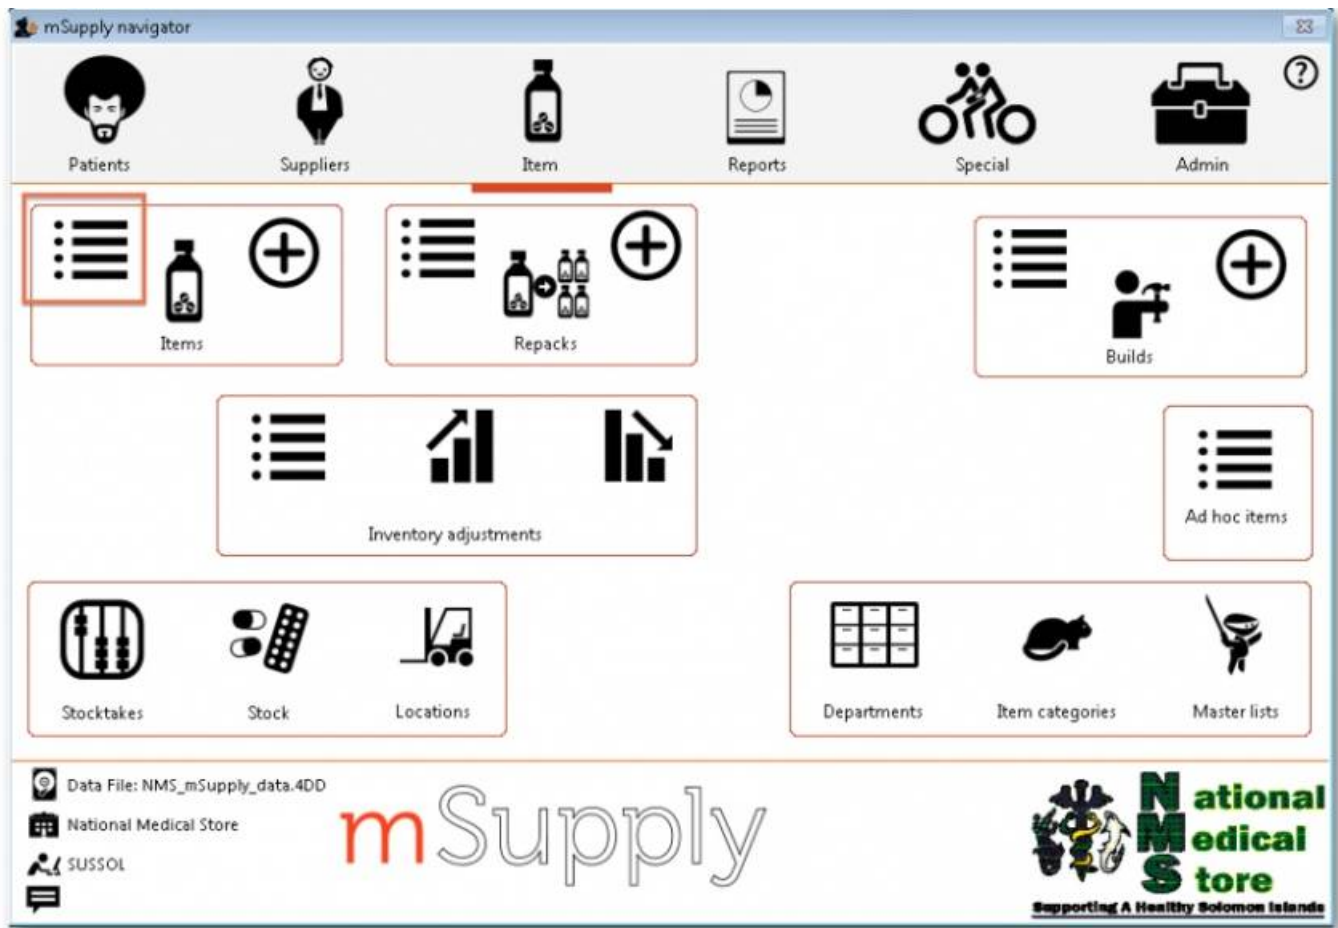 mSupply navigator
?
Patients
Suppliers
Item
Reports
Special
Admin
Items
Repacks
Builds
Inventory adjustments
Ad hoc items
Stocktakes
Stock
Locations
Departments
Item categories
Master lists
Data File: NMS_mSupply_data.4DD
National Medical Store
SUSSOL
mSupply
National
Medical
Store
Supporting A Healthy Solomon Islands